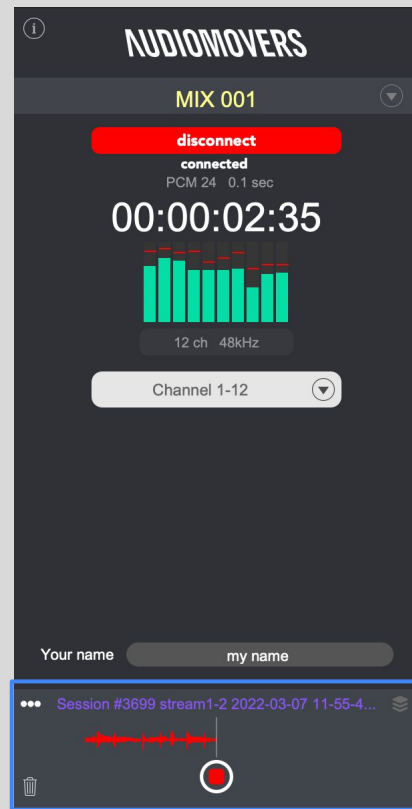 i
AUDIOMOVERS
MIX 001
disconnect
connected
PCM 24 0.1 sec
00:00:02:35
12 ch 48kHz
Channel 1-12
Your name my name
Session #3699 stream1-2 2022-03-07 11-55-4...